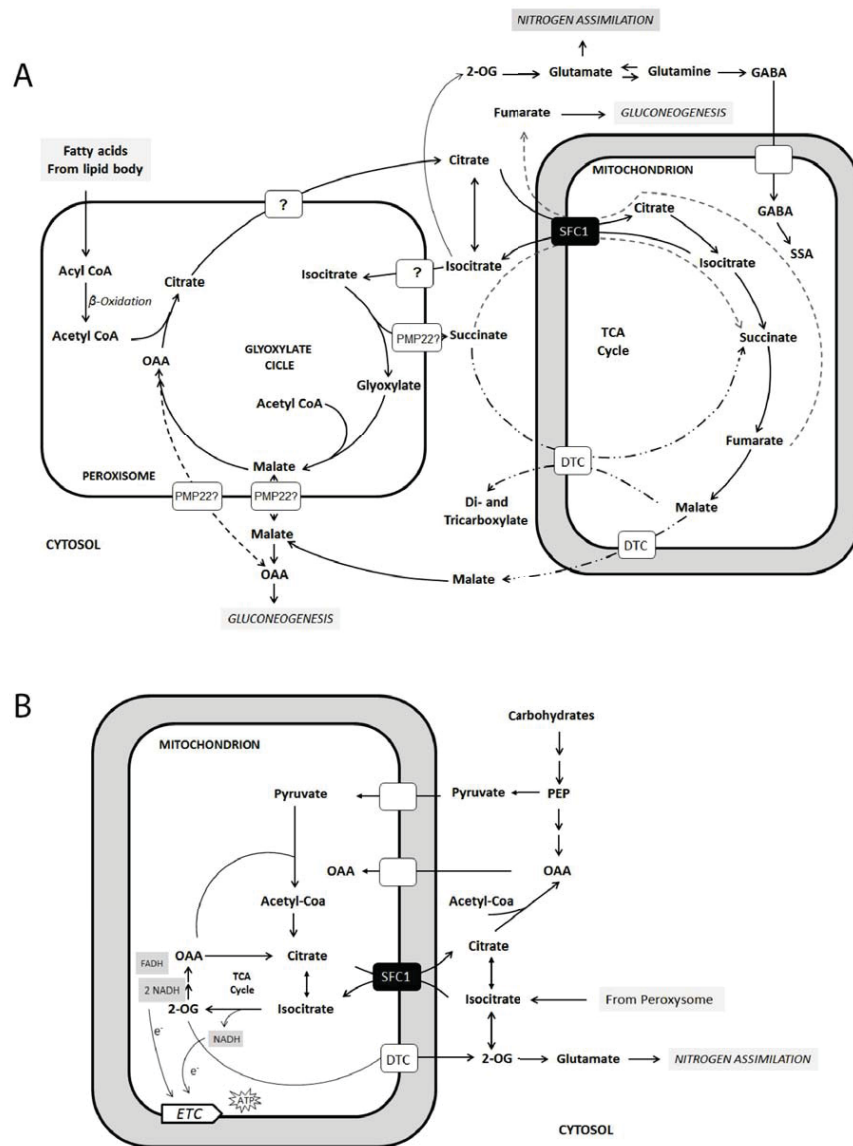 A
NITROGEN ASSIMILATION
2-OG
Glutamate
Glutamine
GABA
Fumarate
GLUCONEOGENESIS
Fatty acids
From lipid body
Citrate
MITOCHONDRION
?
GABA
Citrate
SFC1
SSA
Acyl CoA
Isocitrate
Isocitrate
?
Isocitrate
Citrate
β-Oxidation
Acetyl CoA
PMP22?
Succinate
TCA
Cycle
Succinate
OAA
GLYOXYLATE
CICLE
Glyoxylate
Acetyl CoA
Fumarate
Malate
DTC
PEROXISOME
PMP22?
PMP22?
Di- and
Tricarboxylate
Malate
Malate
CYTOSOL
DTC
OAA
Malate
GLUCONEOGENESIS
B
Carbohydrates
MITOCHONDRION
Pyruvate
Pyruvate
PEP
OAA
OAA
Acetyl-Coa
Acetyl-Coa
Citrate
OAA
Citrate
FADH
SFC1
TCA
Cycle
2 NADH
Isocitrate
From Peroxysome
2-OG
Isocitrate
NADH
e-
DTC
2-OG
Glutamate
NITROGEN ASSIMILATION
e-
ATP
ETC
CYTOSOL